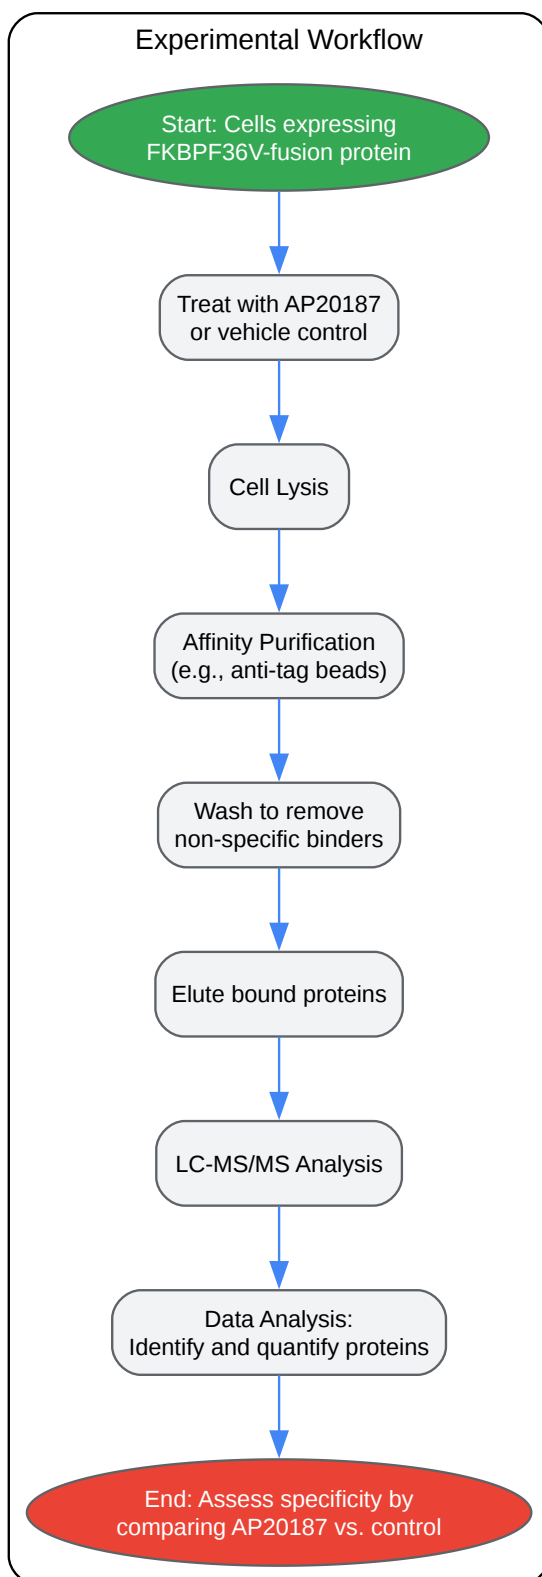 Experimental Workflow
Start: Cells expressing
FKBPF36V-fusion protein
Treat with AP20187
or vehicle control
Cell Lysis
Affinity Purification
(e.g., anti-tag beads)
Wash to remove
non-specific binders
Elute bound proteins
LC-MS/MS Analysis
Data Analysis:
Identify and quantify proteins
End: Assess specificity by
comparing AP20187 vs. control